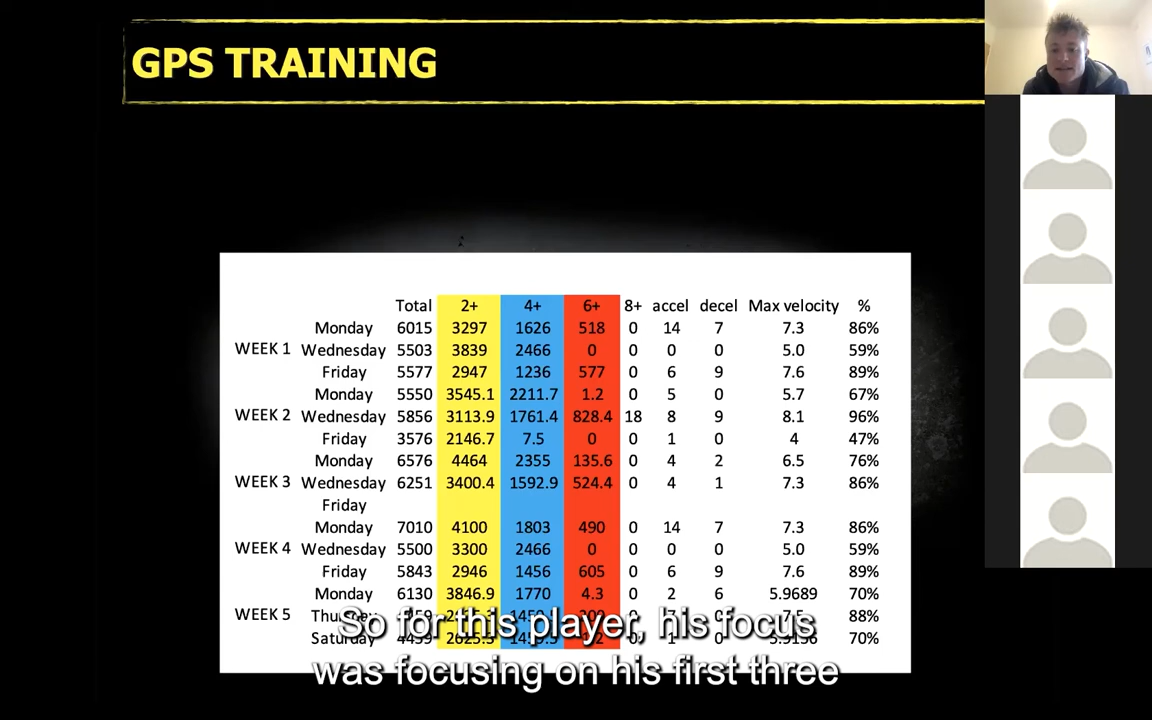 GPS TRAINING
Total 2+ 4+ 6+ 8+ accel decel Max velocity %
Monday 6015 3297 1626 518 0 14 7 7.3 86%
WEEK 1 Wednesday 5503 3839 2466 0 0 0 0 5.0 59%
Friday 5577 2947 1236 577 0 6 9 7.6 89%
Monday 5550 3545.1 2211.7 1.2 0 5 0 5.7 67%
WEEK 2 Wednesday 5856 3113.9 1761.4 828.4 18 8 9 8.1 96%
Friday 3576 2146.7 7.5 0 0 1 0 4 47%
Monday 6576 4464 2355 135.6 0 4 2 6.5 76%
WEEK 3 Wednesday 6251 3400.4 1592.9 524.4 0 4 1 7.3 86%
Friday
Monday 7010 4100 1803 490 0 14 7 7.3 86%
WEEK 4 Wednesday 5500 3300 2466 0 0 0 0 5.0 59%
Friday 5843 2946 1456 605 0 6 9 7.6 89%
Monday 6130 3846.9 1770 4.3 0 2 6 5.9689 70%
WEEK 5 88%
Saturday 70%
So for this player, his focus
was focusing on his first three